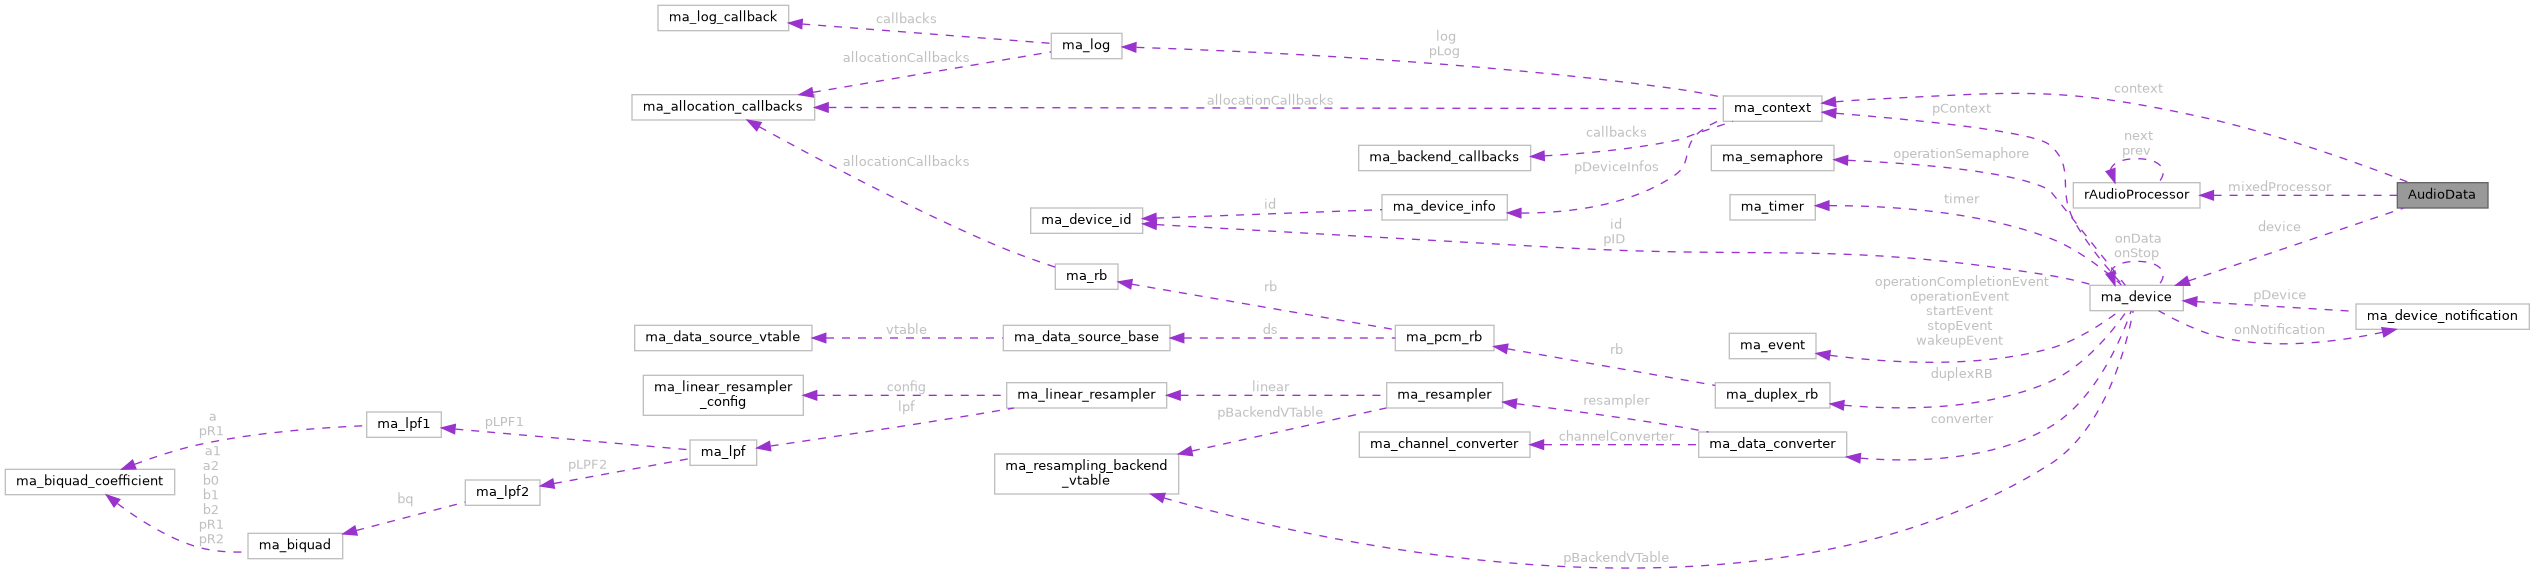 ma_log_callback
callbacks
ma_log
log
pLog
allocationCallbacks
ma_allocation_callbacks
allocationCallbacks
ma_context
context
pContext
callbacks
ma_backend_callbacks
ma_semaphore
operationSemaphore
next
prev
allocationCallbacks
pDeviceInfos
rAudioProcessor
mixedProcessor
AudioData
ma_device_id
id
ma_device_info
ma_timer
timer
id
pID
device
onData
onStop
ma_rb
rb
operationCompletionEvent
operationEvent
startEvent
stopEvent
wakeupEvent
ma_device
pDevice
ma_device_notification
onNotification
ma_data_source_vtable
vtable
ma_data_source_base
ds
ma_pcm_rb
rb
ma_event
duplexRB
ma_linear_resampler
_config
config
ma_linear_resampler
linear
ma_resampler
resampler
ma_duplex_rb
lpf
pBackendVTable
converter
a
pR1
ma_lpf1
pLPF1
ma_lpf
ma_channel_converter
channelConverter
ma_data_converter
a1
a2
b0
b1
b2
pR1
pR2
pLPF2
ma_resampling_backend
_vtable
ma_biquad_coefficient
ma_lpf2
bq
ma_biquad
pBackendVTable